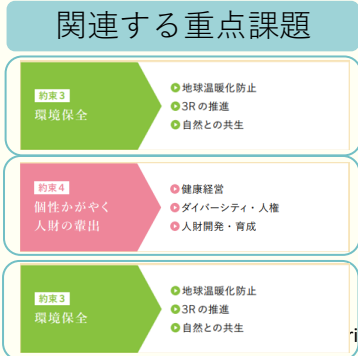 関連する重点課題
約束3
環境保全
地球温暖化防止
3Rの推進
自然との共生
約束4
個性かがやく
人財の輩出
健康経営
ダイバーシティ・人権
人財開発・育成
約束3
環境保全
地球温暖化防止
3Rの推進
自然との共生
ri